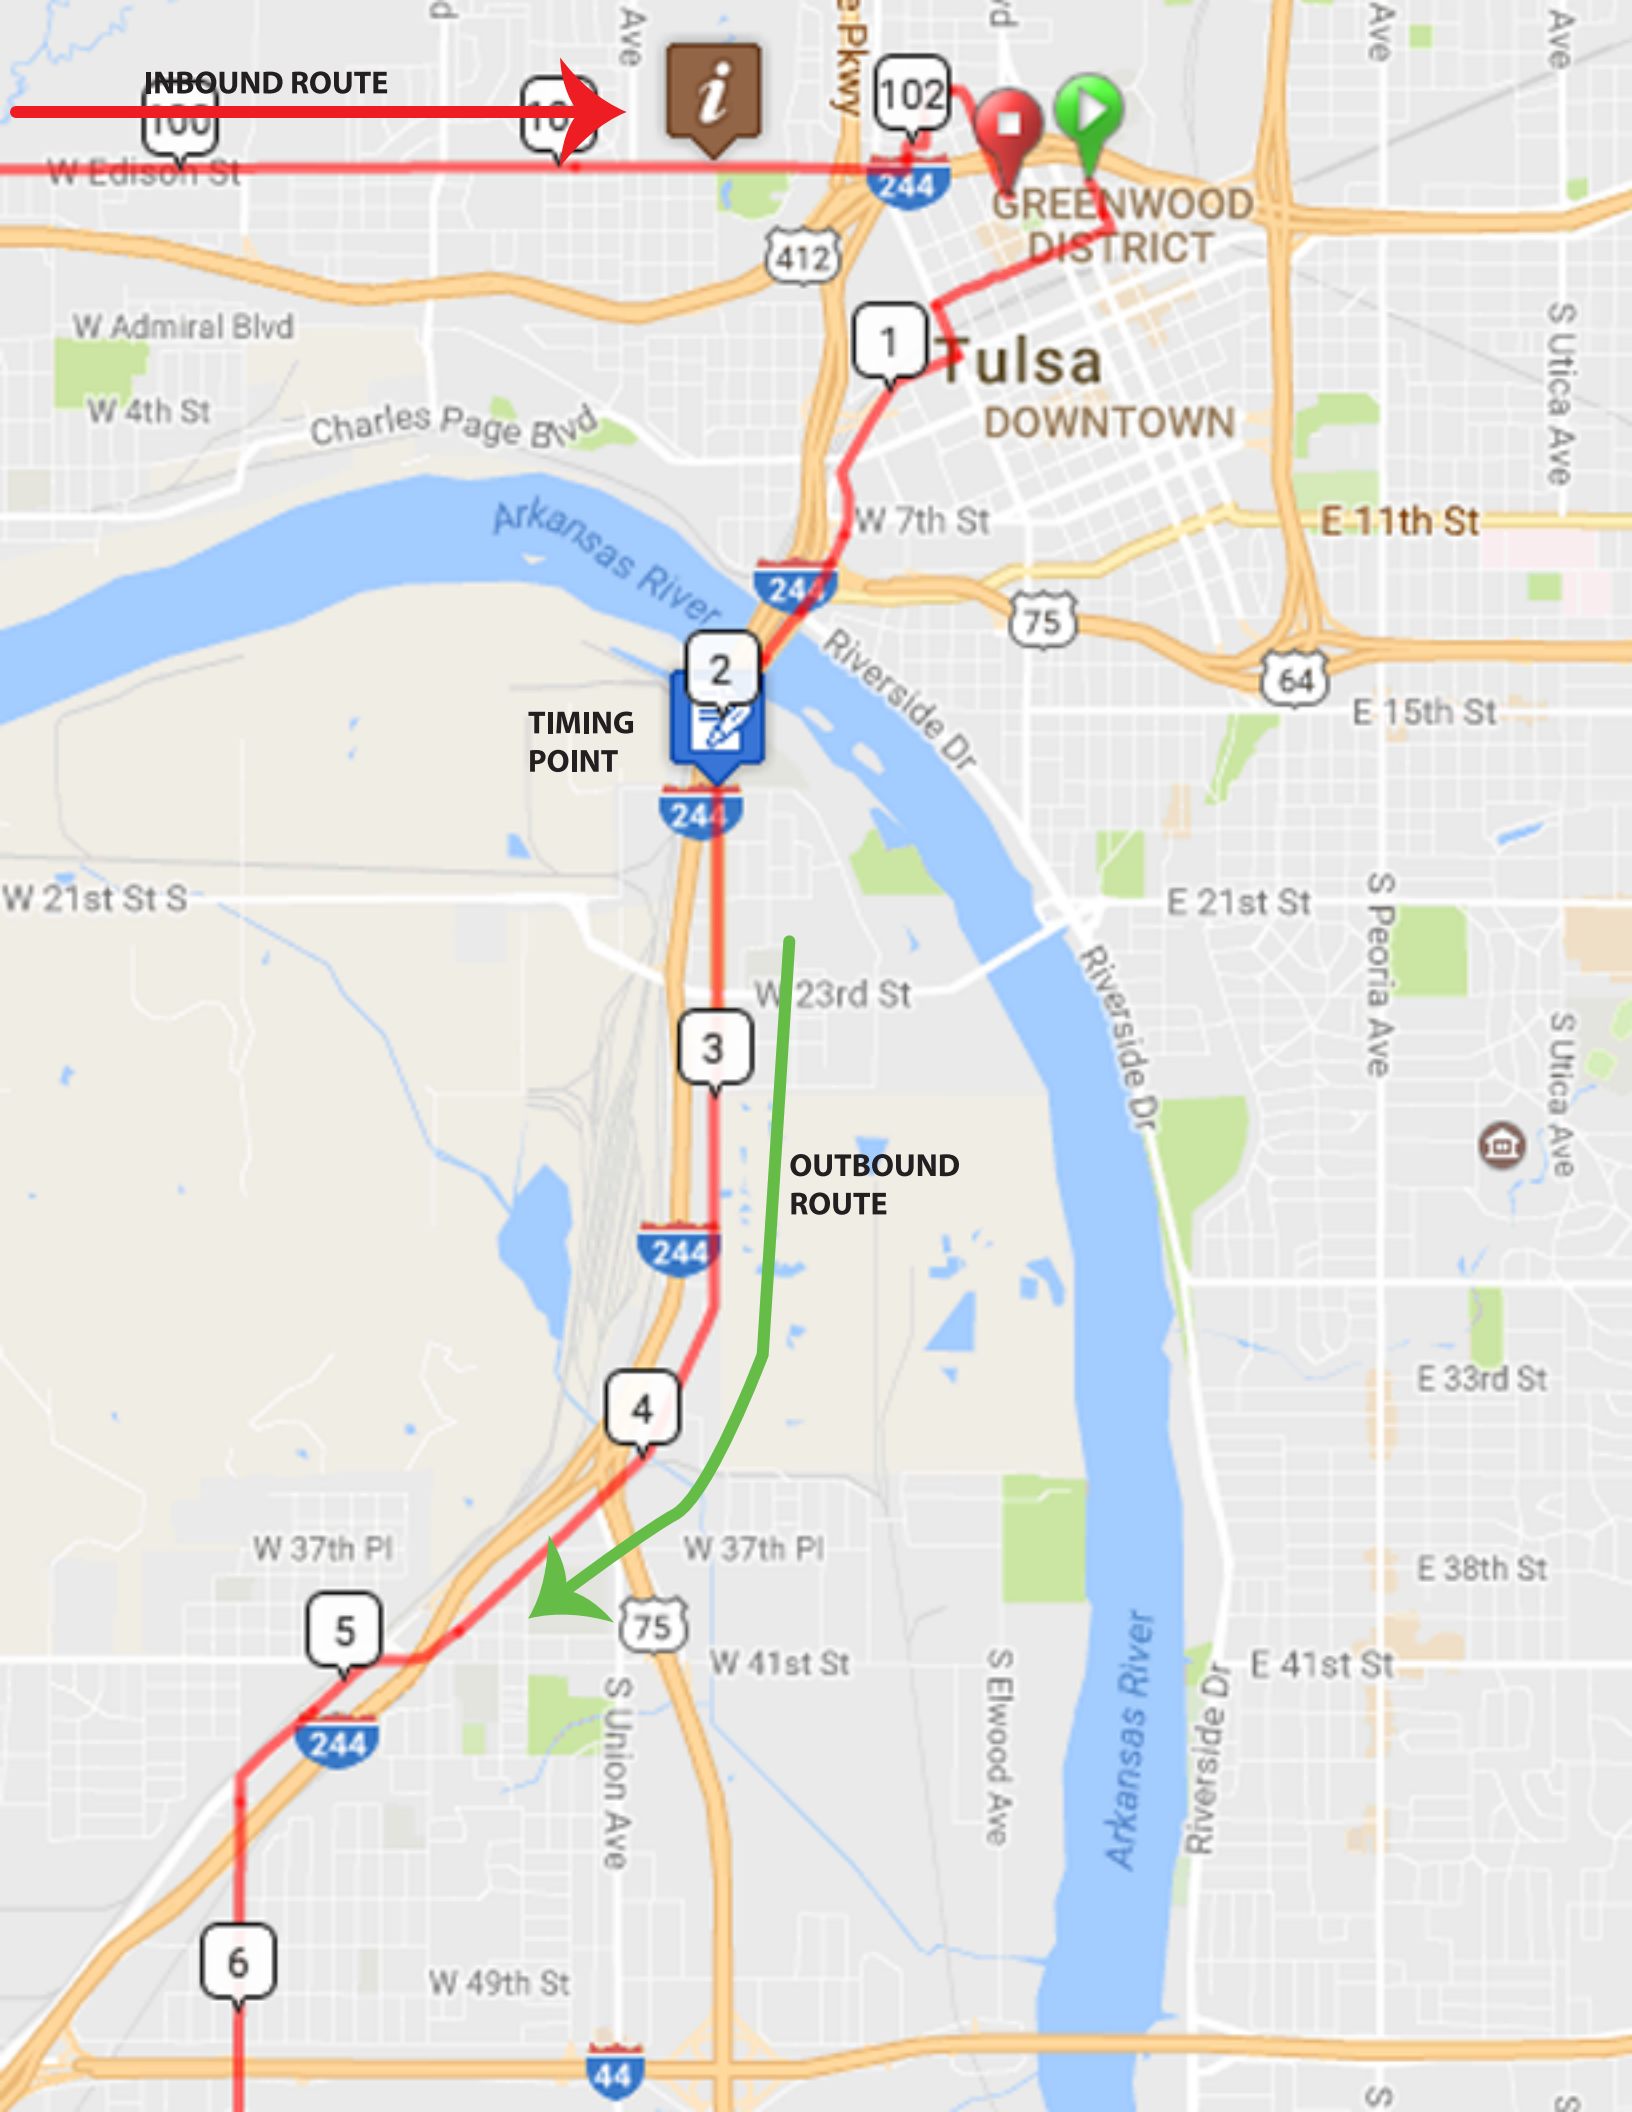 d
Ave
e Pkwy
vd
Ave
Ave
INBOUND ROUTE
100
10
i
102
W Edison St
244
GREENWOOD
DISTRICT
412
W Admiral Blvd
1
Tulsa
S Utica Ave
W 4th St
Charles Page Blvd
DOWNTOWN
Arkansas River
W 7th St
E 11th St
244
75
2
Riverside Dr
64
TIMING
POINT
E 15th St
244
W 21st St S
E 21st St
S Peoria Ave
W 23rd St
Riverside Dr
3
S Utica Ave
OUTBOUND
ROUTE
244
4
E 33rd St
W 37th Pl
W 37th Pl
E 38th St
5
75
W 41st St
E 41st St
S Union Ave
S Elwood Ave
Arkansas River
Riverside Dr
244
6
W 49th St
44
S
S